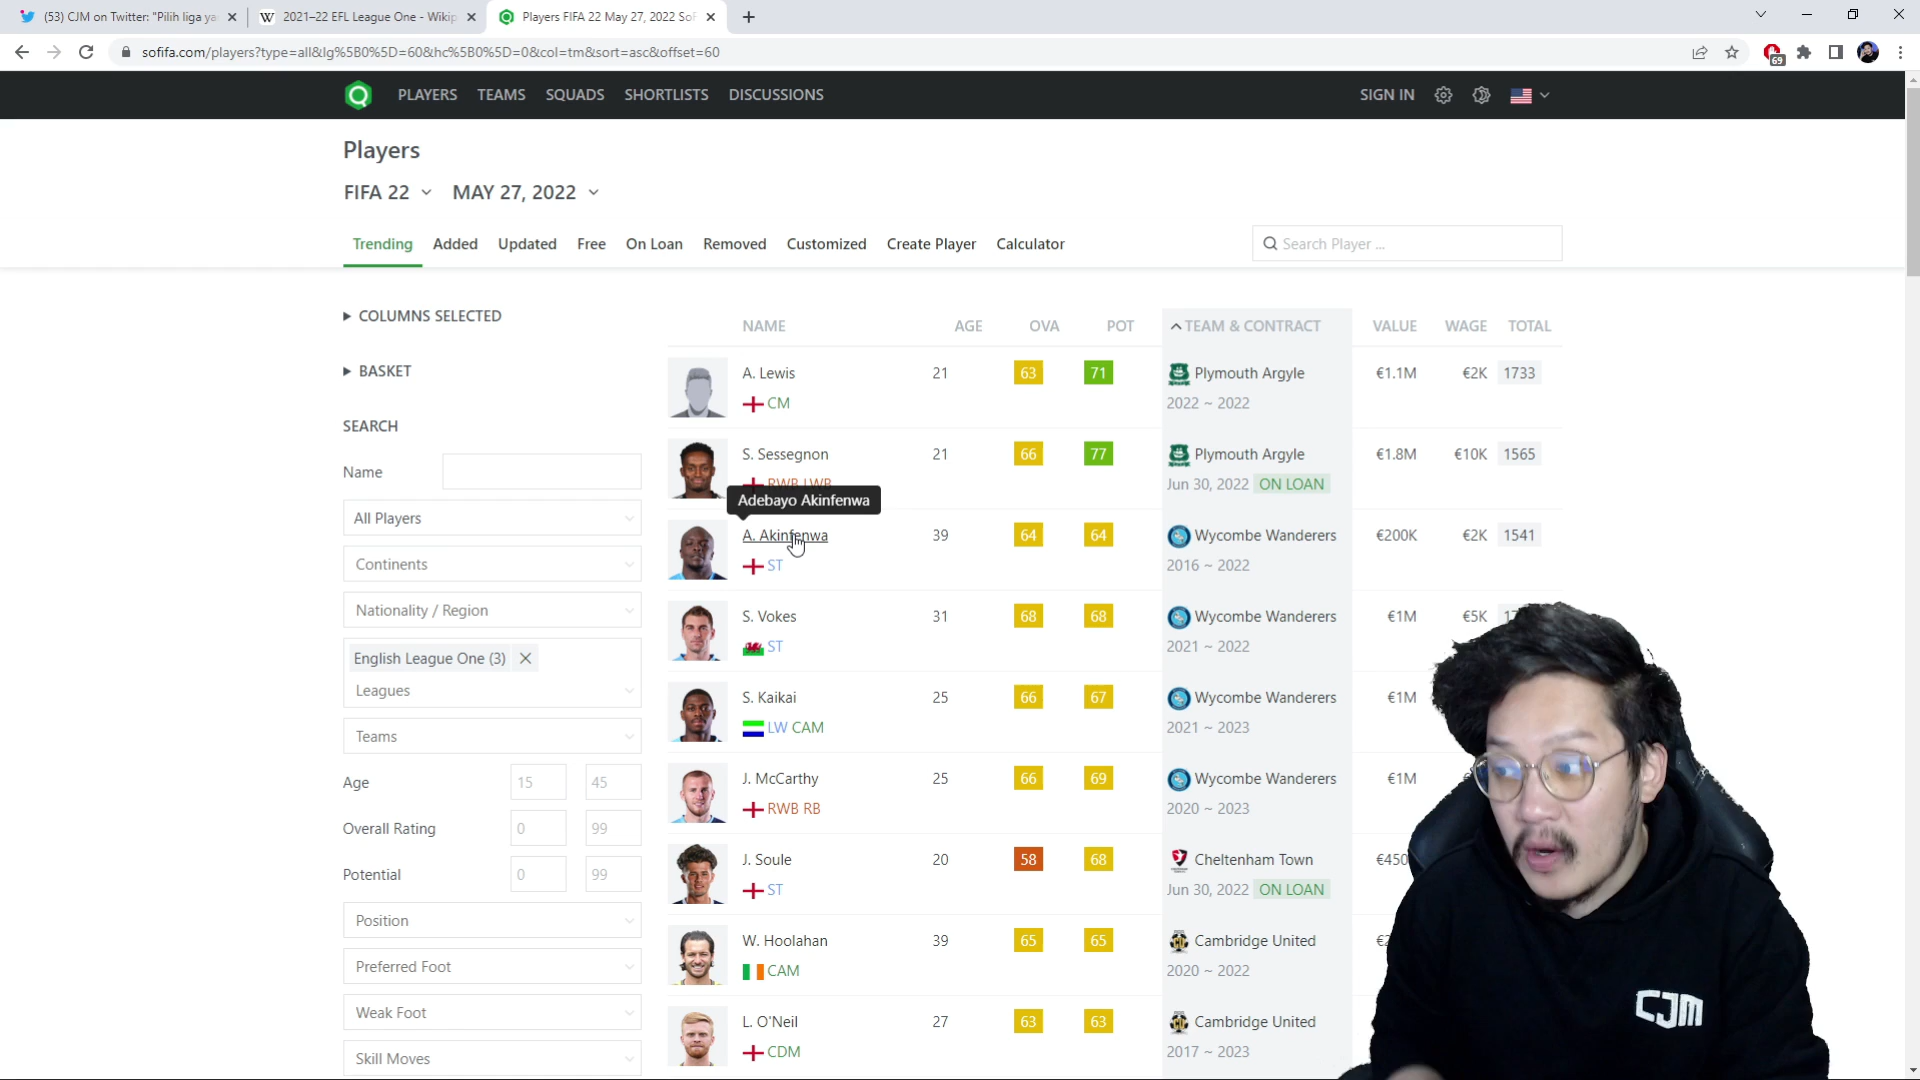 (53) CJM on Twitter: "Pilih liga ya
2021–22 EFL League One - Wikip
Players FIFA 22 May 27, 2022 SoF
sofifa.com/players?type=all&lg%5B0%5D=60&hc%5B0%5D=0&col=tm&sort=asc&offset=60
69
PLAYERS TEAMS SQUADS SHORTLISTS DISCUSSIONS SIGN IN
Players
FIFA 22 MAY 27, 2022
Trending Added Updated Free On Loan Removed Customized Create Player Calculator Search Player ...
COLUMNS SELECTED
BASKET
SEARCH
Name
All Players
Continents
Nationality / Region
English League One (3)
Leagues
Teams
Age 15 45
Overall Rating 0 99
Potential 0 99
Position
Preferred Foot
Weak Foot
Skill Moves
NAME AGE OVA POT TEAM & CONTRACT VALUE WAGE TOTAL
A. Lewis 21 63 71 Plymouth Argyle €1.1M €2K 1733
CM 2022 ~ 2022
S. Sessegnon 21 66 77 Plymouth Argyle €1.8M €10K 1565
RWB LWB Jun 30, 2022 ON LOAN
Adebayo Akinfenwa
A. Akinfenwa 39 64 64 Wycombe Wanderers €200K €2K 1541
ST 2016 ~ 2022
S. Vokes 31 68 68 Wycombe Wanderers €1M €5K
ST 2021 ~ 2022
S. Kaikai 25 66 67 Wycombe Wanderers €1M
LW CAM 2021 ~ 2023
J. McCarthy 25 66 69 Wycombe Wanderers €1M
RWB RB 2020 ~ 2023
J. Soule 20 58 68 Cheltenham Town €450
ST Jun 30, 2022 ON LOAN
W. Hoolahan 39 65 65 Cambridge United
CAM 2020 ~ 2022
L. O'Neil 27 63 63 Cambridge United
CDM 2017 ~ 2023
CJM